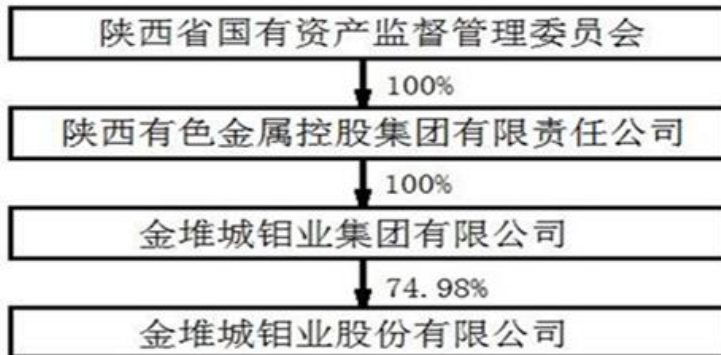 陕西省国有资产监督管理委员会
100%
陕西有色金属控股集团有限责任公司
100%
金堆城钼业集团有限公司
74.98%
金堆城钼业股份有限公司